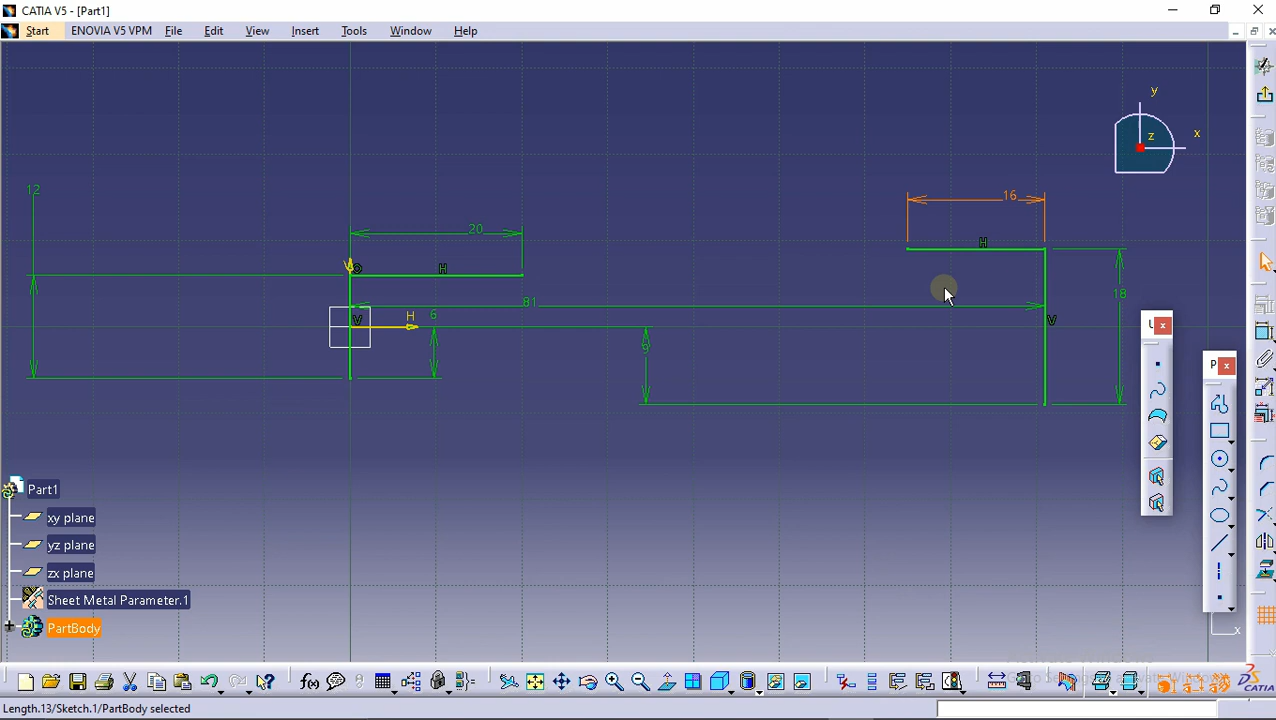 CATIA V5 - [Part1]
Start ENOVIA V5 VPM File Edit View Insert Tools Window Help
y
x
z
12
16
20
H
H
18
81
V
H
6
V
9
U
P
Part1
xy plane
yz plane
zx plane
Sheet Metal Parameter.1
PartBody
x
f(x)
CATIA
Length.13/Sketch.1/PartBody selected